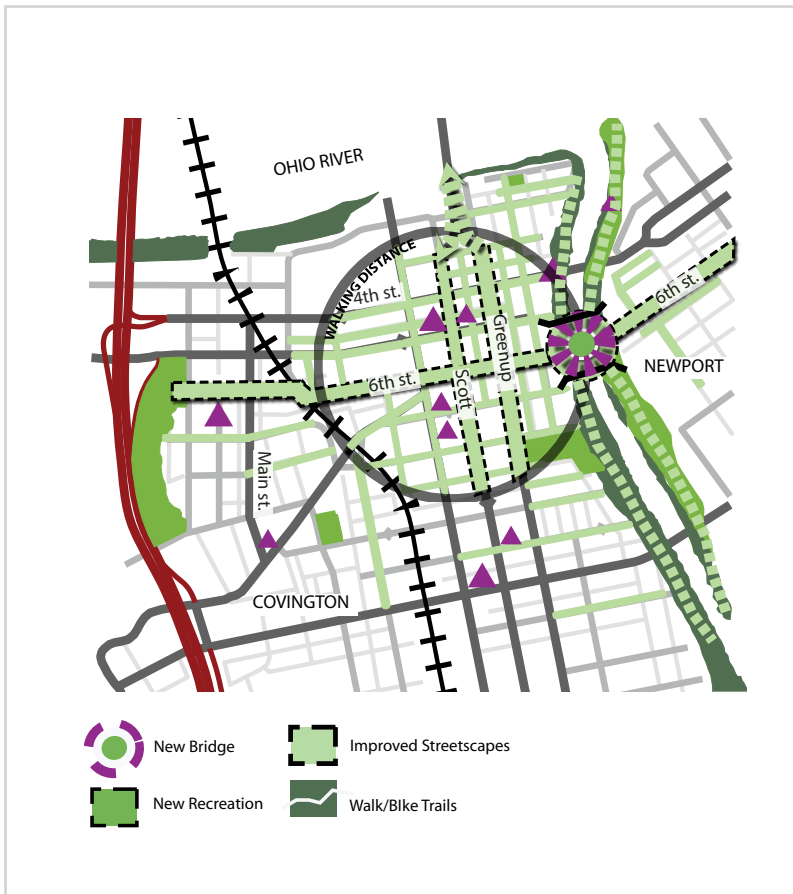 OHIO RIVER
WALKING DISTANCE
4th st.
6th st.
Greenup
NEWPORT
6th st.
Scott
Main st.
COVINGTON
New Bridge
Improved Streetscapes
New Recreation
Walk/BIke Trails